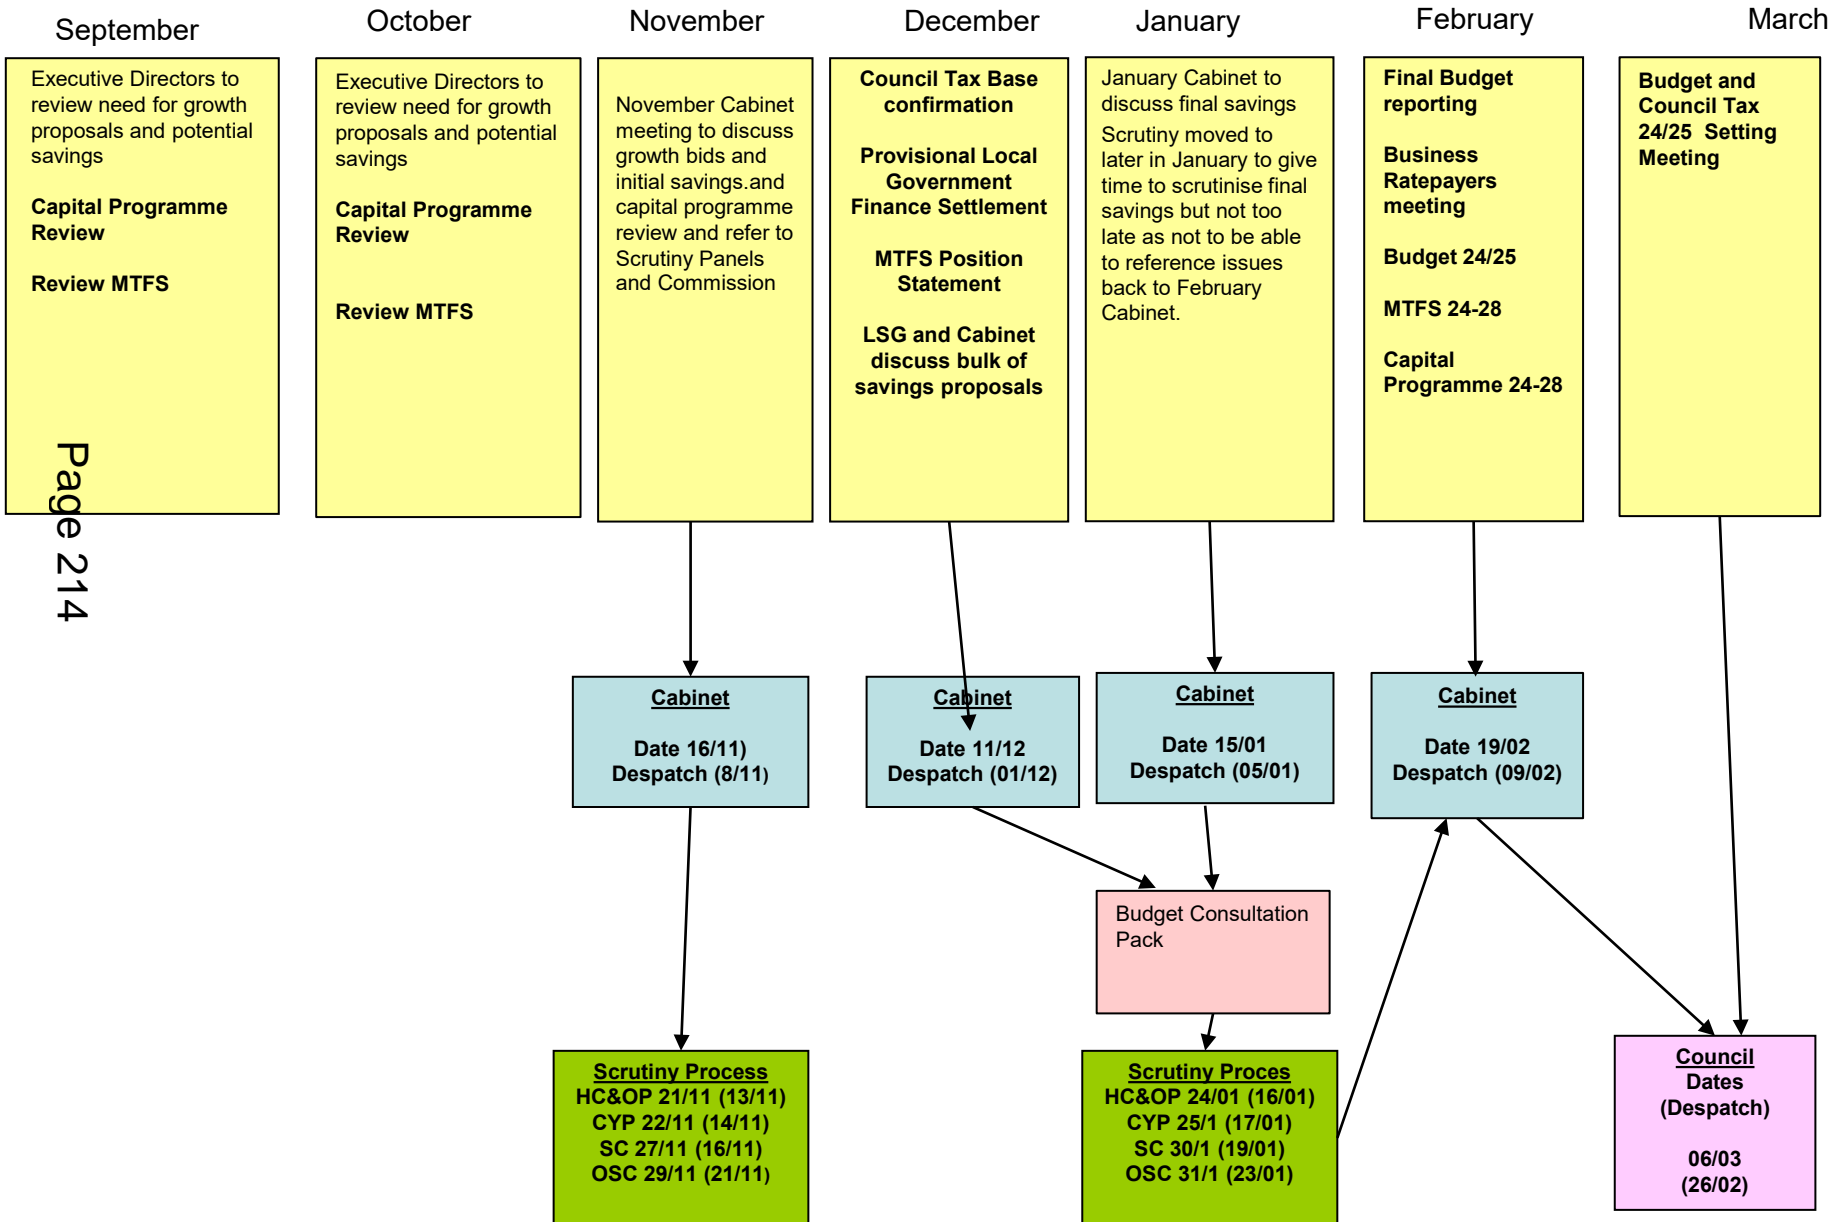 September
October
November
December
January
February
March
Executive Directors to
review need for growth
proposals and potential
savings
Capital Programme
Review
Review MTFS
Executive Directors to
review need for growth
proposals and potential
savings
Capital Programme
Review
Review MTFS
November Cabinet
meeting to discuss
growth bids and
initial savings.and
capital programme
review and refer to
Scrutiny Panels
and Commission
Council Tax Base
confirmation
Provisional Local
Government
Finance Settlement
MTFS Position
Statement
LSG and Cabinet
discuss bulk of
savings proposals
January Cabinet to
discuss final savings
Scrutiny moved to
later in January to give
time to scrutinise final
savings but not too
late as not to be able
to reference issues
back to February
Cabinet.
Final Budget
reporting
Business
Ratepayers
meeting
Budget 24/25
MTFS 24-28
Capital
Programme 24-28
Budget and
Council Tax
24/25 Setting
Meeting
Page 214
Cabinet
Date 16/11)
Despatch (8/11)
Cabinet
Date 11/12
Despatch (01/12)
Cabinet
Date 15/01
Despatch (05/01)
Cabinet
Date 19/02
Despatch (09/02)
Budget Consultation
Pack
Scrutiny Process
HC&OP 21/11 (13/11)
CYP 22/11 (14/11)
SC 27/11 (16/11)
OSC 29/11 (21/11)
Scrutiny Proces
HC&OP 24/01 (16/01)
CYP 25/1 (17/01)
SC 30/1 (19/01)
OSC 31/1 (23/01)
Council
Dates
(Despatch)
06/03
(26/02)